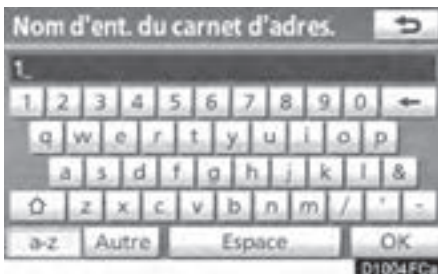 Nom d'ent. du carnet d'adres.
1_
1 2 3 4 5 6 7 8 9 0 ←
q w e r t y u i o p
a s d f g h j k l &
⇧ z x c v b n m / ' -
a-z Autre Espace OK
D1004FC